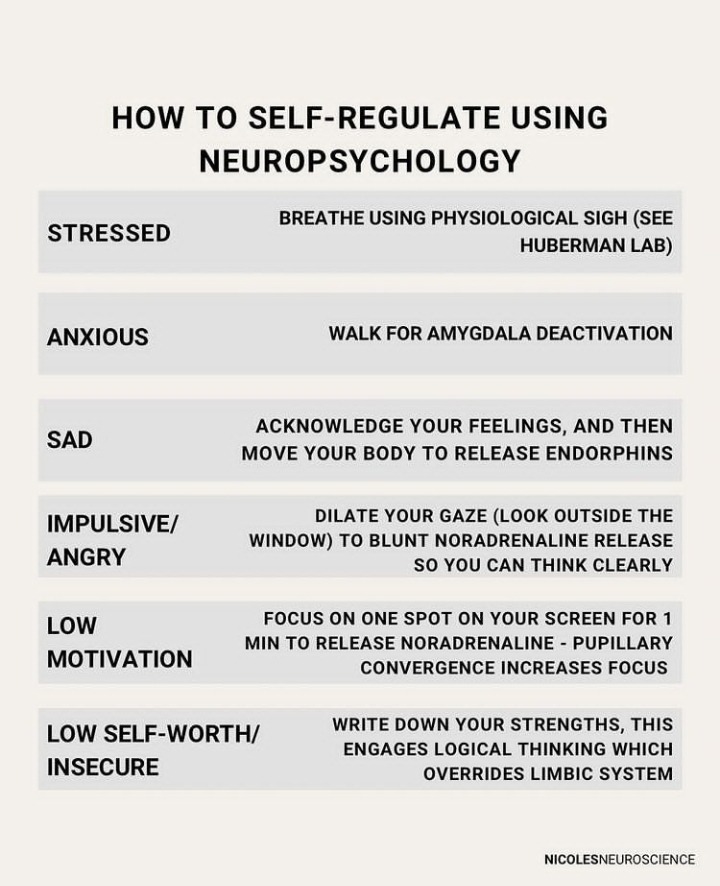 HOW TO SELF-REGULATE USING
NEUROPSYCHOLOGY
STRESSED
BREATHE USING PHYSIOLOGICAL SIGH (SEE
HUBERMAN LAB)
ANXIOUS
WALK FOR AMYGDALA DEACTIVATION
SAD
ACKNOWLEDGE YOUR FEELINGS, AND THEN
MOVE YOUR BODY TO RELEASE ENDORPHINS
IMPULSIVE/
ANGRY
DILATE YOUR GAZE (LOOK OUTSIDE THE
WINDOW) TO BLUNT NORADRENALINE RELEASE
SO YOU CAN THINK CLEARLY
LOW
MOTIVATION
FOCUS ON ONE SPOT ON YOUR SCREEN FOR 1
MIN TO RELEASE NORADRENALINE - PUPILLARY
CONVERGENCE INCREASES FOCUS
LOW SELF-WORTH/
INSECURE
WRITE DOWN YOUR STRENGTHS, THIS
ENGAGES LOGICAL THINKING WHICH
OVERRIDES LIMBIC SYSTEM
NICOLESNEUROSCIENCE